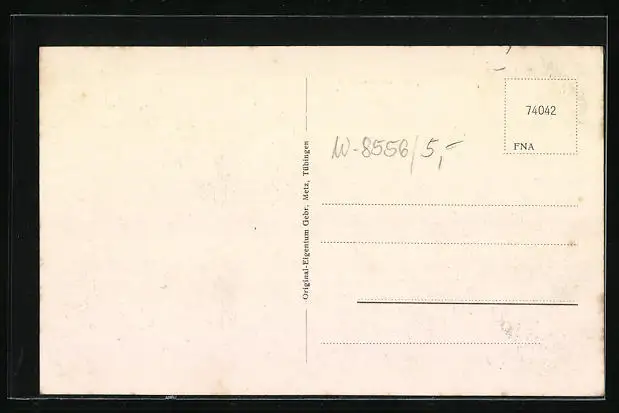 74042
FNA
W-8556/5,-
Original-Eigentum Gebr. Metz, Tübingen